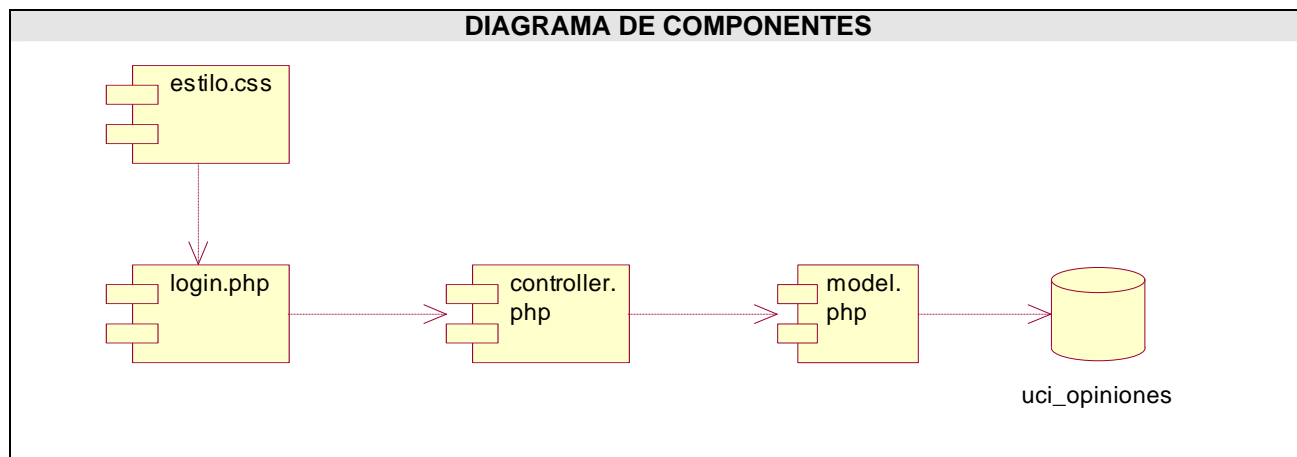 DIAGRAMA DE COMPONENTES
estilo.css
login.php
controller.
php
model.
php
uci_opiniones